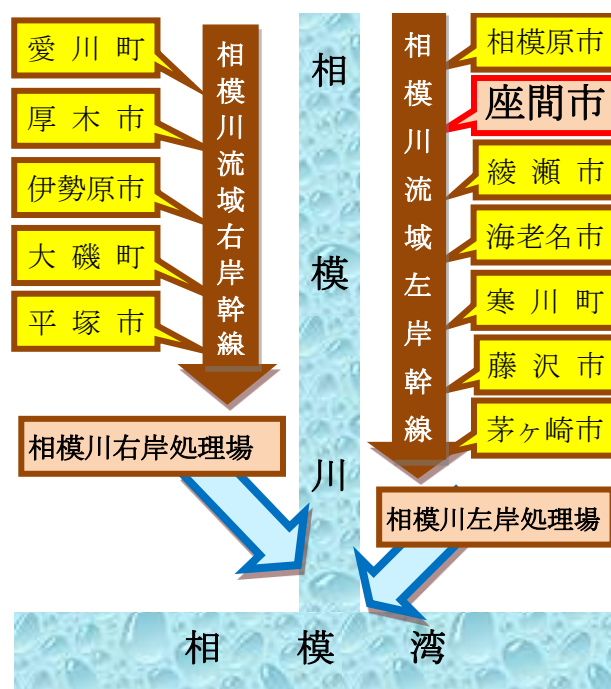 愛川町
厚木市
伊勢原市
大磯町
平塚市
相模川流域右岸幹線
相模川右岸処理場
相模川
相模川流域左岸幹線
相模原市
座間市
綾瀬市
海老名市
寒川町
藤沢市
茅ヶ崎市
相模川左岸処理場
相模湾